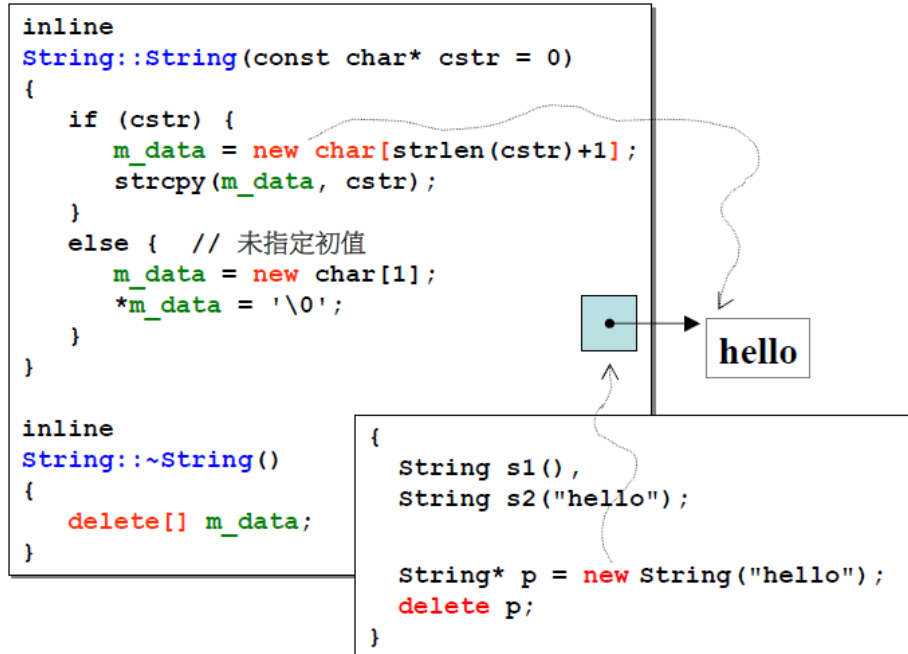 inline
String::String(const char* cstr = 0)
{
if (cstr) {
m_data = new char[strlen(cstr)+1];
strcpy(m_data, cstr);
}
else { // 未指定初值
m_data = new char[1];
*m_data = '\0';
}
}
inline
String::~String()
{
delete[] m_data;
}
hello
{
String s1(),
String s2("hello");
String* p = new String("hello");
delete p;
}